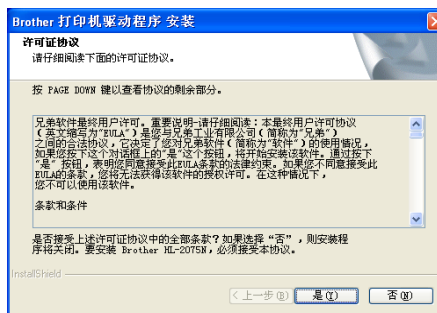 Brother 打印机驱动程序 安装
许可证协议
请仔细阅读下面的许可证协议。
按 PAGE DOWN 键以查看协议的剩余部分。
兄弟软件最终用户许可。重要说明-请仔细阅读：本最终用户许可协议
(英文缩写为"EULA")是您与兄弟工业有限公司(简称为"兄弟")
之间的合法协议，它决定了您对兄弟软件(简称为"软件")的使用情况，
如果您按下这个对话框上的"是"这个按钮，将开始安装该软件。通过按下
"是" 按钮，表明您同意接受此EULA条款的法律约束。如果您不同意接受此
EULA的条款，您将无法获得该软件的授权许可。在这种情况下，
您不可以使用该软件。
条款和条件
是否接受上述许可证协议中的全部条款？如果选择“否”，则安装程
序将关闭。要安装 Brother HL-2075N，必须接受本协议。
InstallShield
< 上一步(B)
是(Y)
否(N)